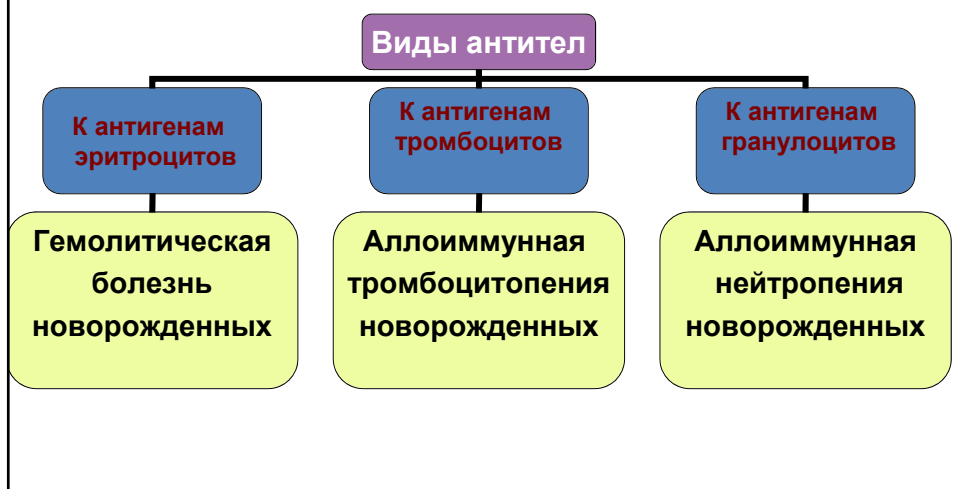 Виды антител
К антигенам
эритроцитов
К антигенам
тромбоцитов
К антигенам
гранулоцитов
Гемолитическая
болезнь
новорожденных
Аллоиммунная
тромбоцитопения
новорожденных
Аллоиммунная
нейтропения
новорожденных